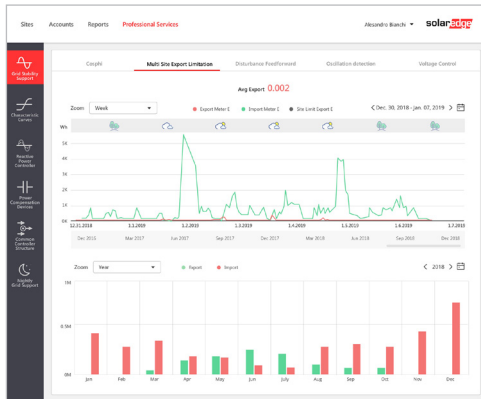 Sites
Accounts
Reports
Professional Services
Alesandro Bianchi
solaredge
Grid Stability
Support
Characteristic
Curves
Reactive
Power
Controller
Power
Compensation
Devices
Common
Controller
Structure
Nightly
Grid Support
Cosphi
Multi Site Export Limitation
Disturbance Feedforward
Oscillation detection
Voltage Control
Avg Export 0.002
Zoom
Week
Export Meter E
Import Meter E
Site Limit Export E
< Dec. 30, 2018 - Jan. 07, 2019 >
Wh
5K
4K
3K
2K
1K
0K
12.31.2018
1.1.2019
1.2.2019
1.3.2019
1.4.2019
1.5.2019
1.6.2019
1.7.2019
Dec 2016
Mar 2017
Jun 2017
Sep 2017
Dec 2017
Mar 2018
Jun 2018
Sep 2018
Dec 2018
Zoom
Year
Export
Import
< 2018 >
1M
0.5M
0M
Jan
Feb
Mar
Apr
May
Jun
July
Aug
Sep
Oct
Nov
Dec